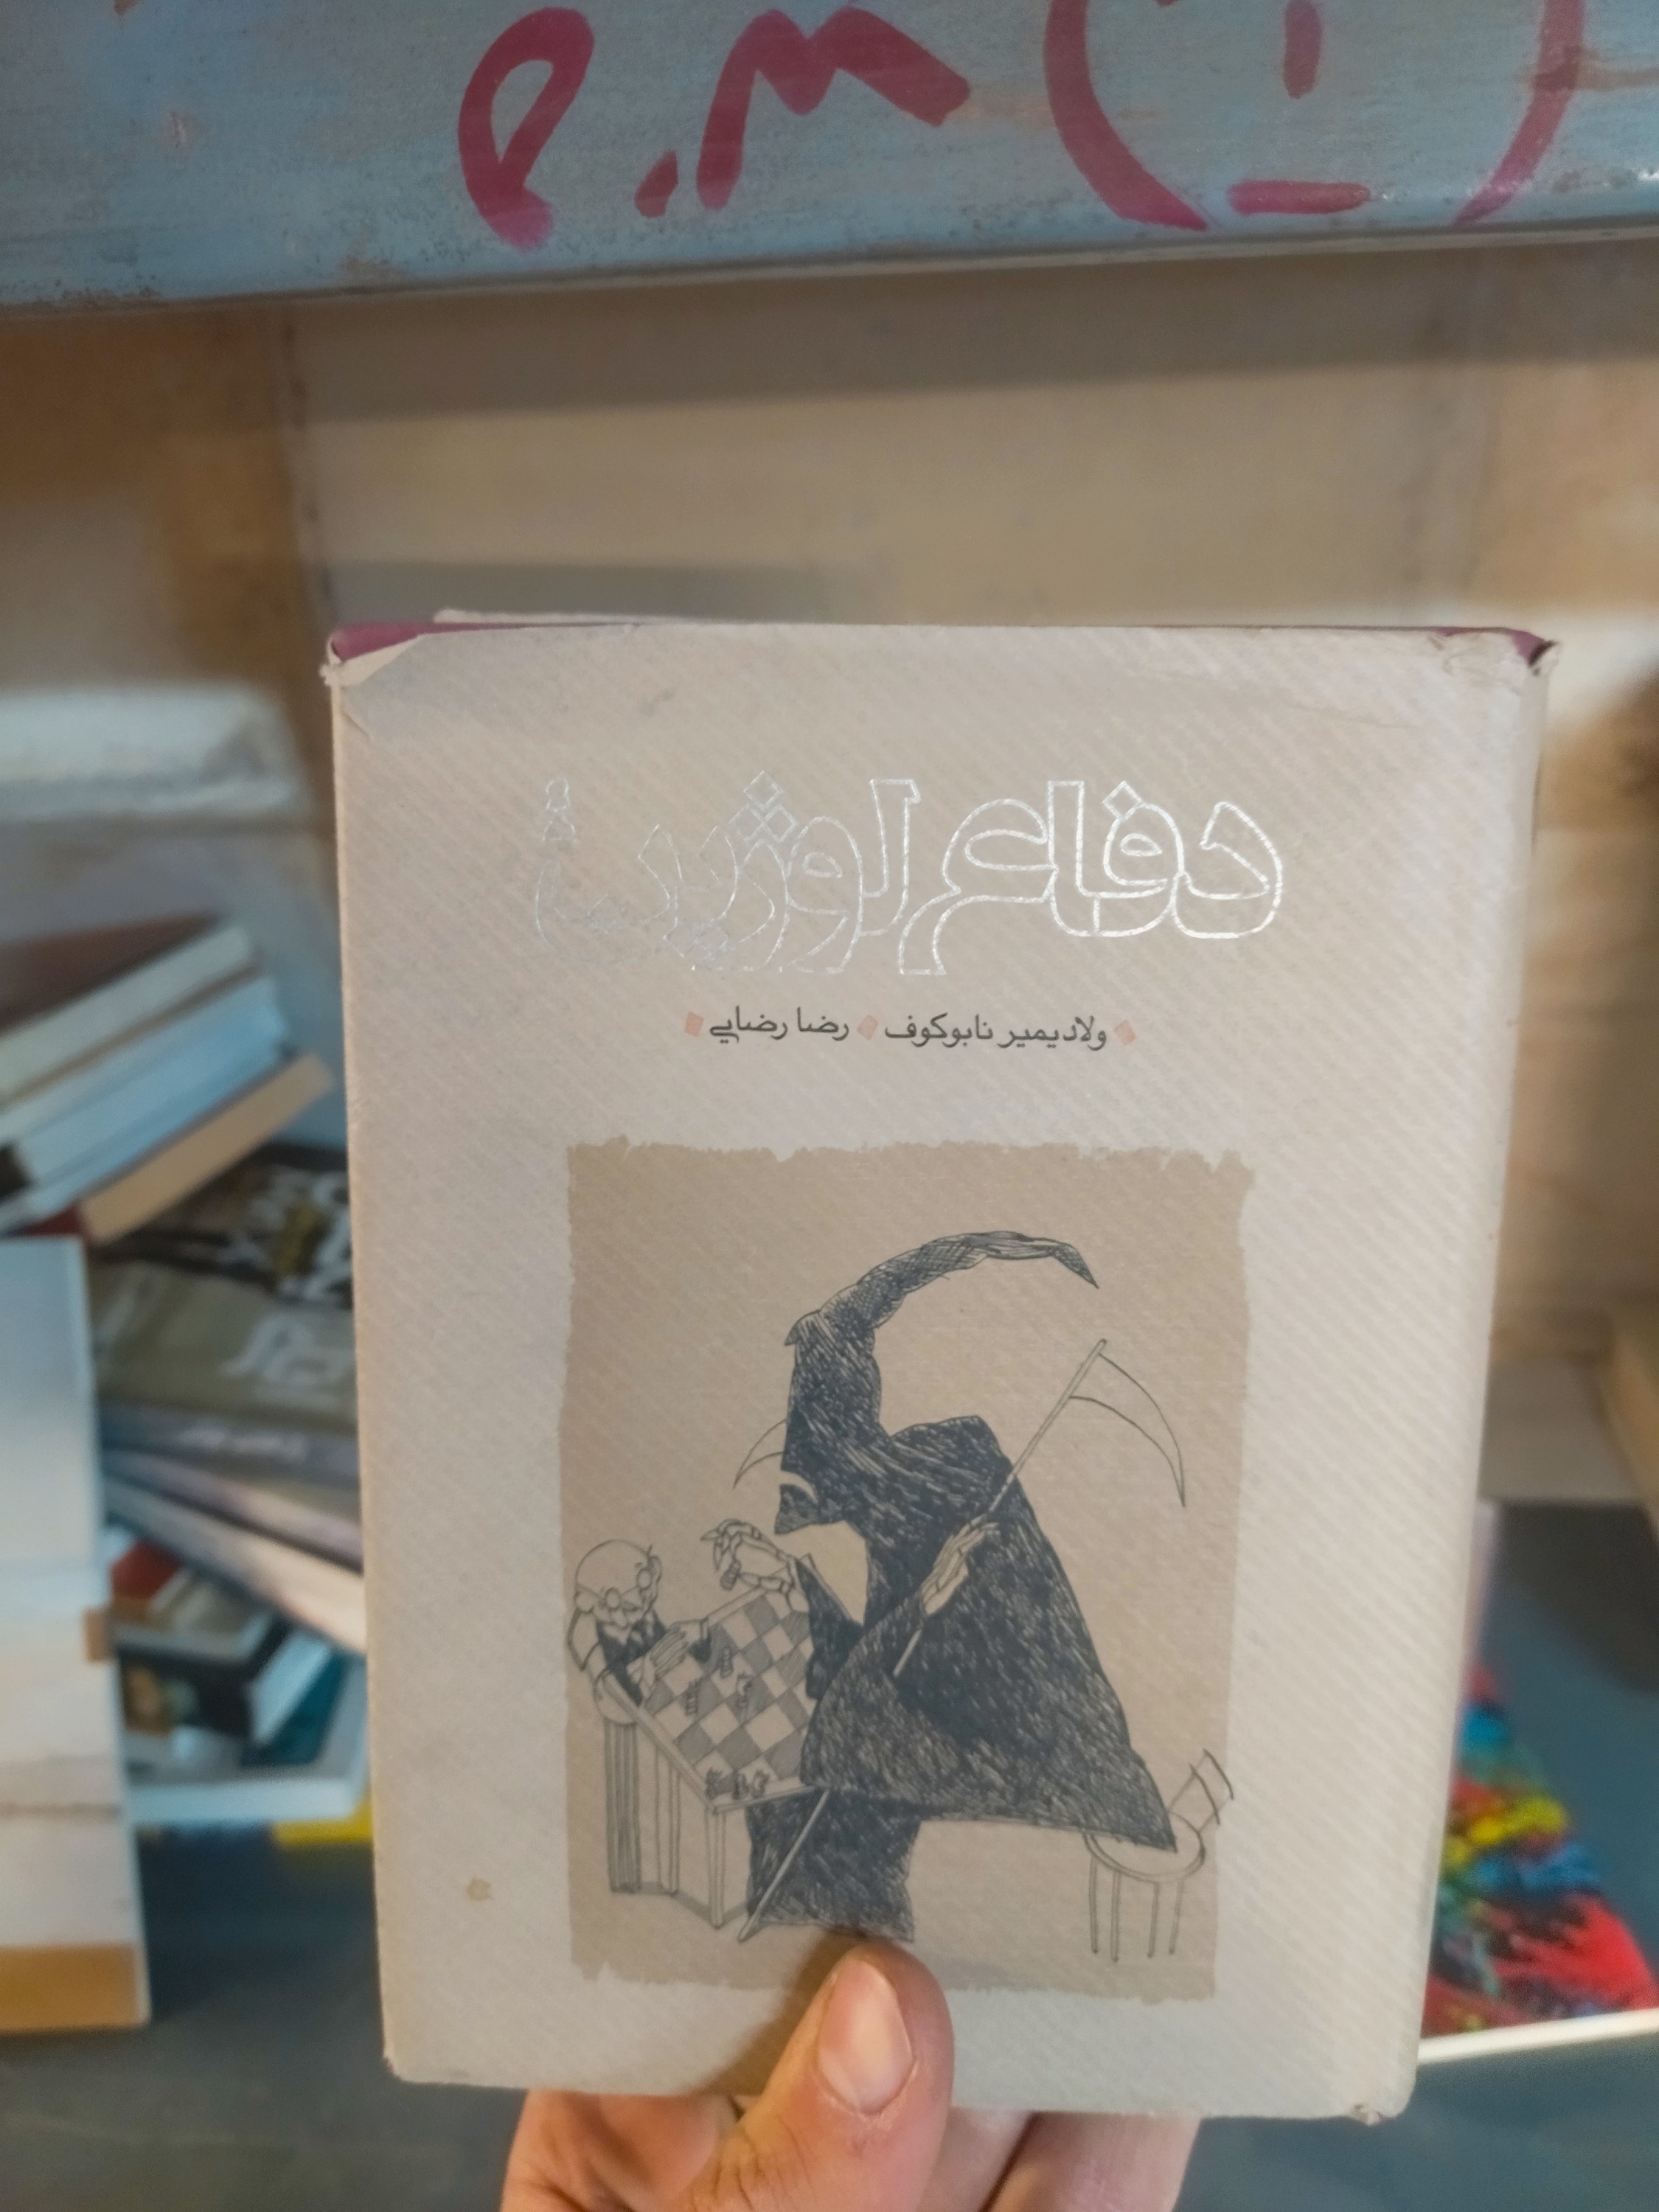 دفاع لوژین
ولادیمیر نابوکوف رضا رضایی